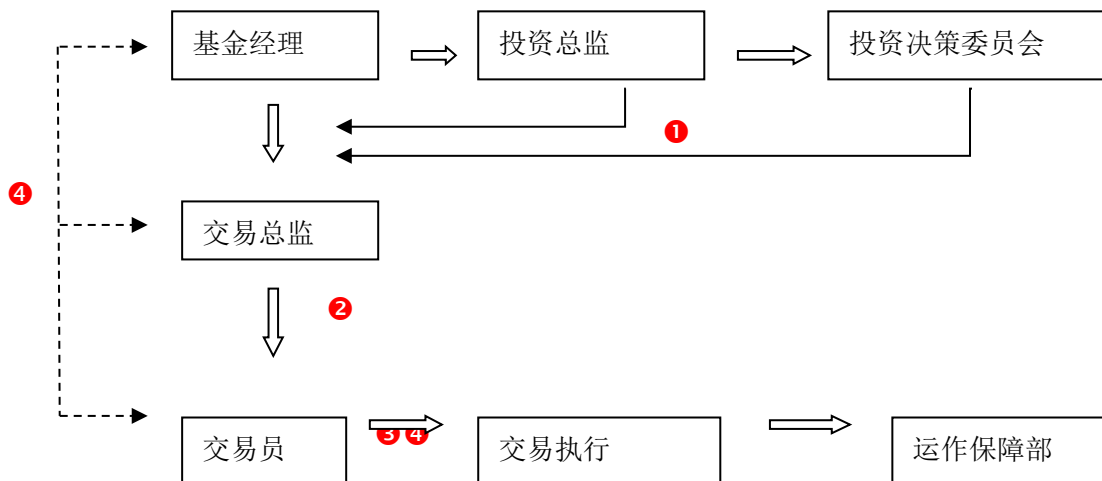 基金经理
投资总监
投资决策委员会
❶
❹
交易总监
❷
交易员
❸❹
交易执行
运作保障部